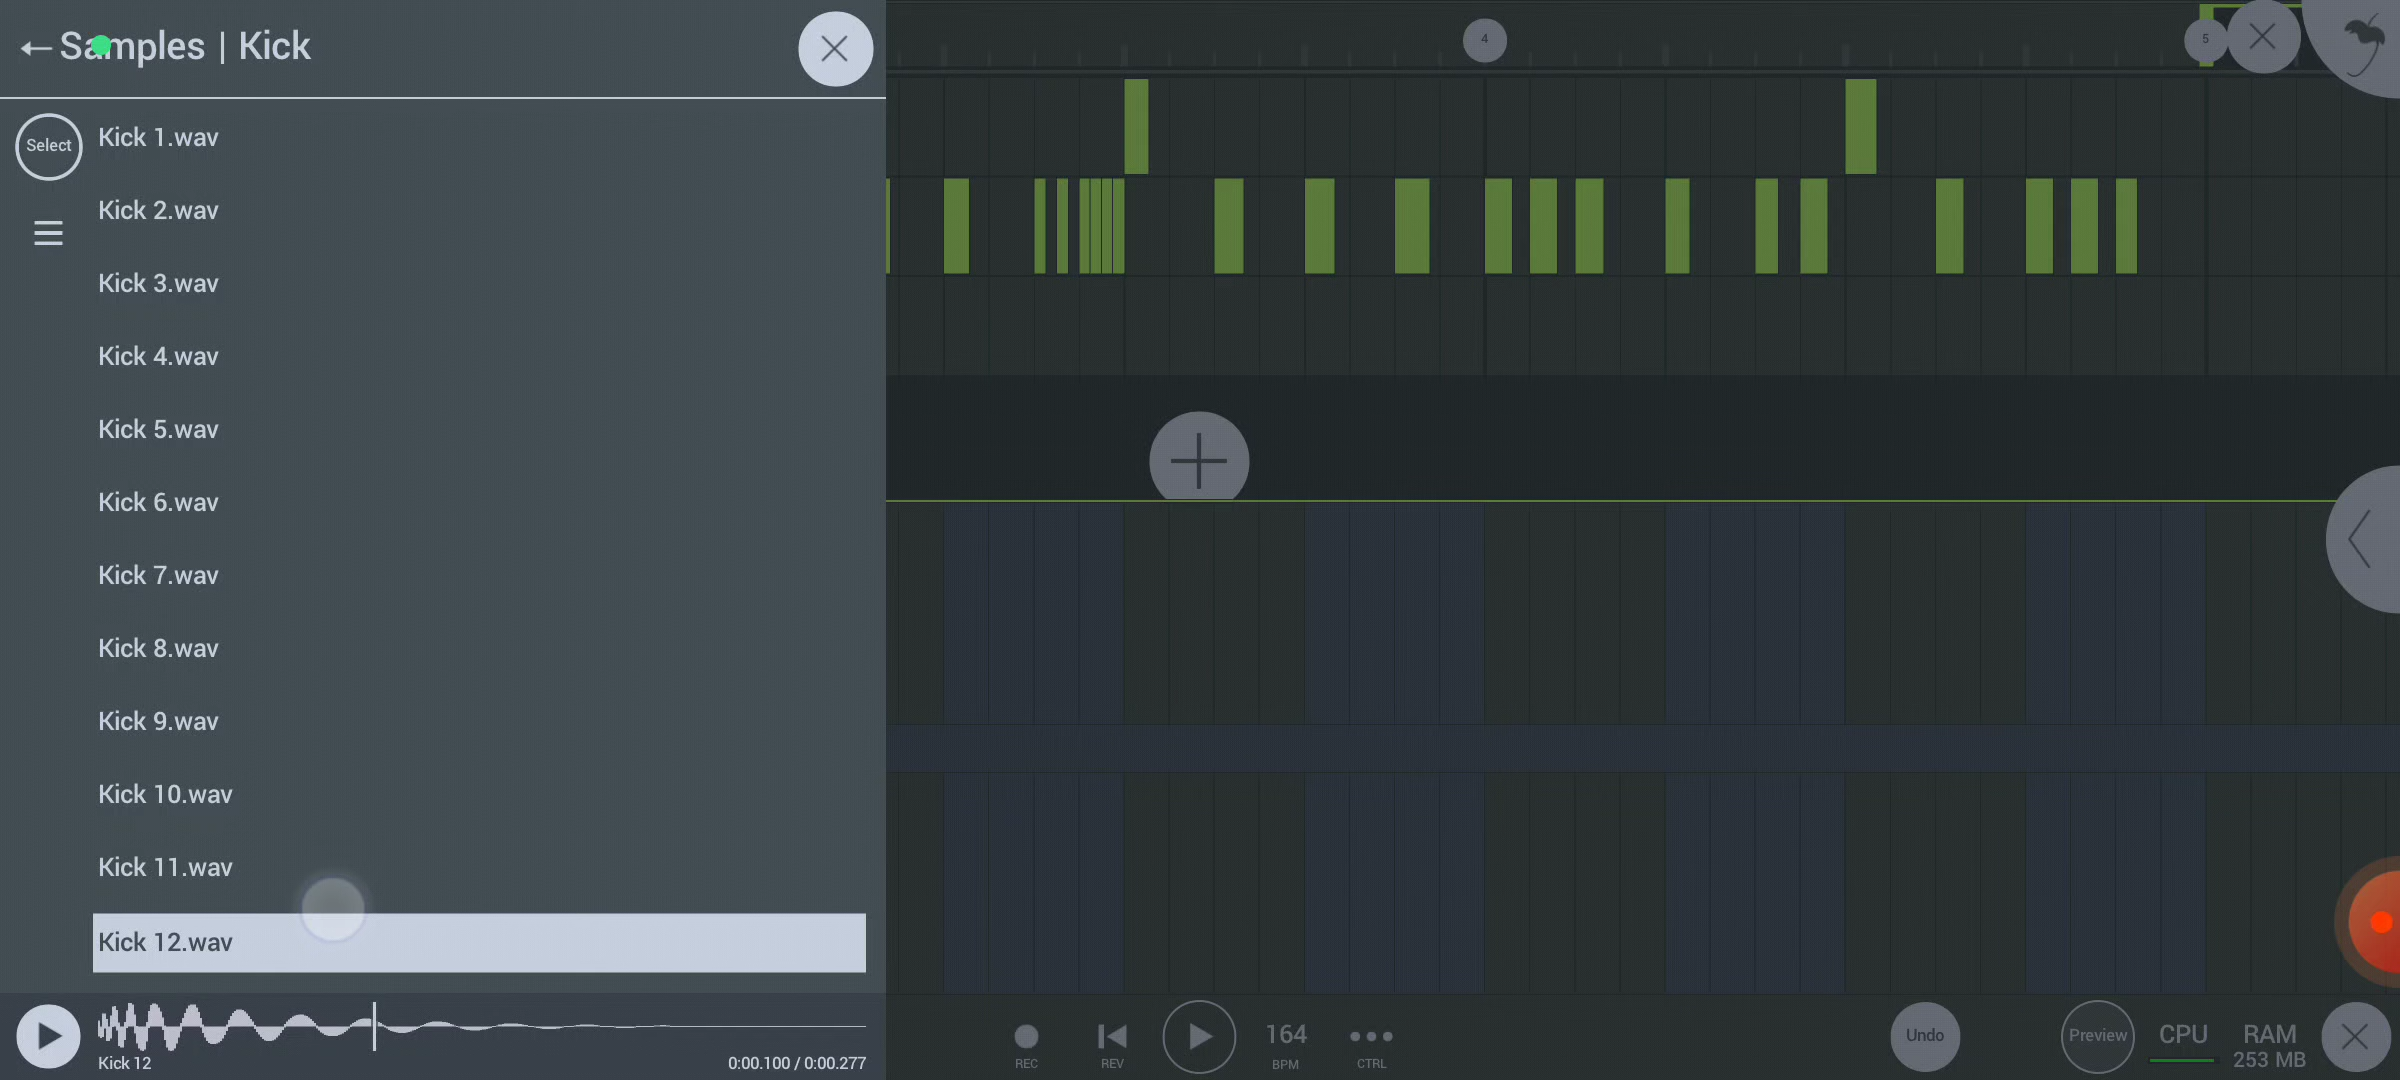 Samples | Kick
Select
Kick 1.wav
Kick 2.wav
Kick 3.wav
Kick 4.wav
Kick 5.wav
Kick 6.wav
Kick 7.wav
Kick 8.wav
Kick 9.wav
Kick 10.wav
Kick 11.wav
Kick 12.wav
Kick 12
0:00.100 / 0:00.277
4
5
REC
REV
164
BPM
CTRL
Undo
Preview
CPU
RAM
253 MB